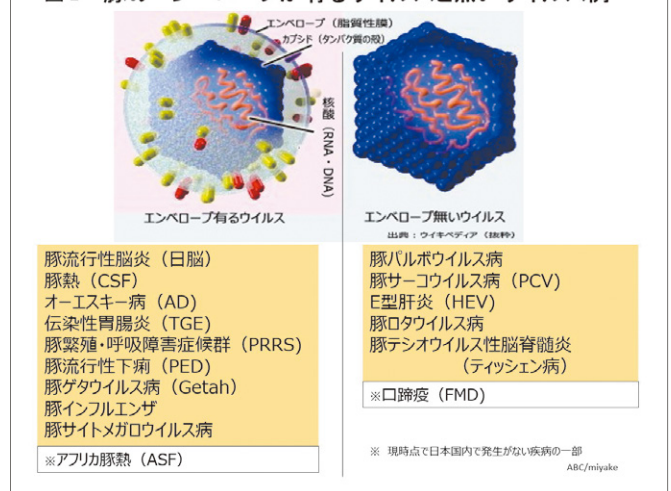 エンベロープ（脂質性膜）
カプシド（タンパク質の殻）
核酸（RNA・DNA）
エンベロープ有るウイルス
エンベロープ無いウイルス
出典：ウイキペディア（抜粋）
豚流行性脳炎（日脳）
豚熱（CSF）
オーエスキー病（AD）
伝染性胃腸炎（TGE）
豚繁殖・呼吸障害症候群（PRRS）
豚流行性下痢（PED）
豚ゲタウイルス病（Getah）
豚インフルエンザ
豚サイトメガロウイルス病
※アフリカ豚熱（ASF）
豚パルボウイルス病
豚サーコウイルス病（PCV）
E型肝炎（HEV）
豚ロタウイルス病
豚テシオウイルス性脳脊髄炎
（ティッシェン病）
※口蹄疫（FMD）
※ 現時点で日本国内で発生がない疾病の一部
ABC/miyake